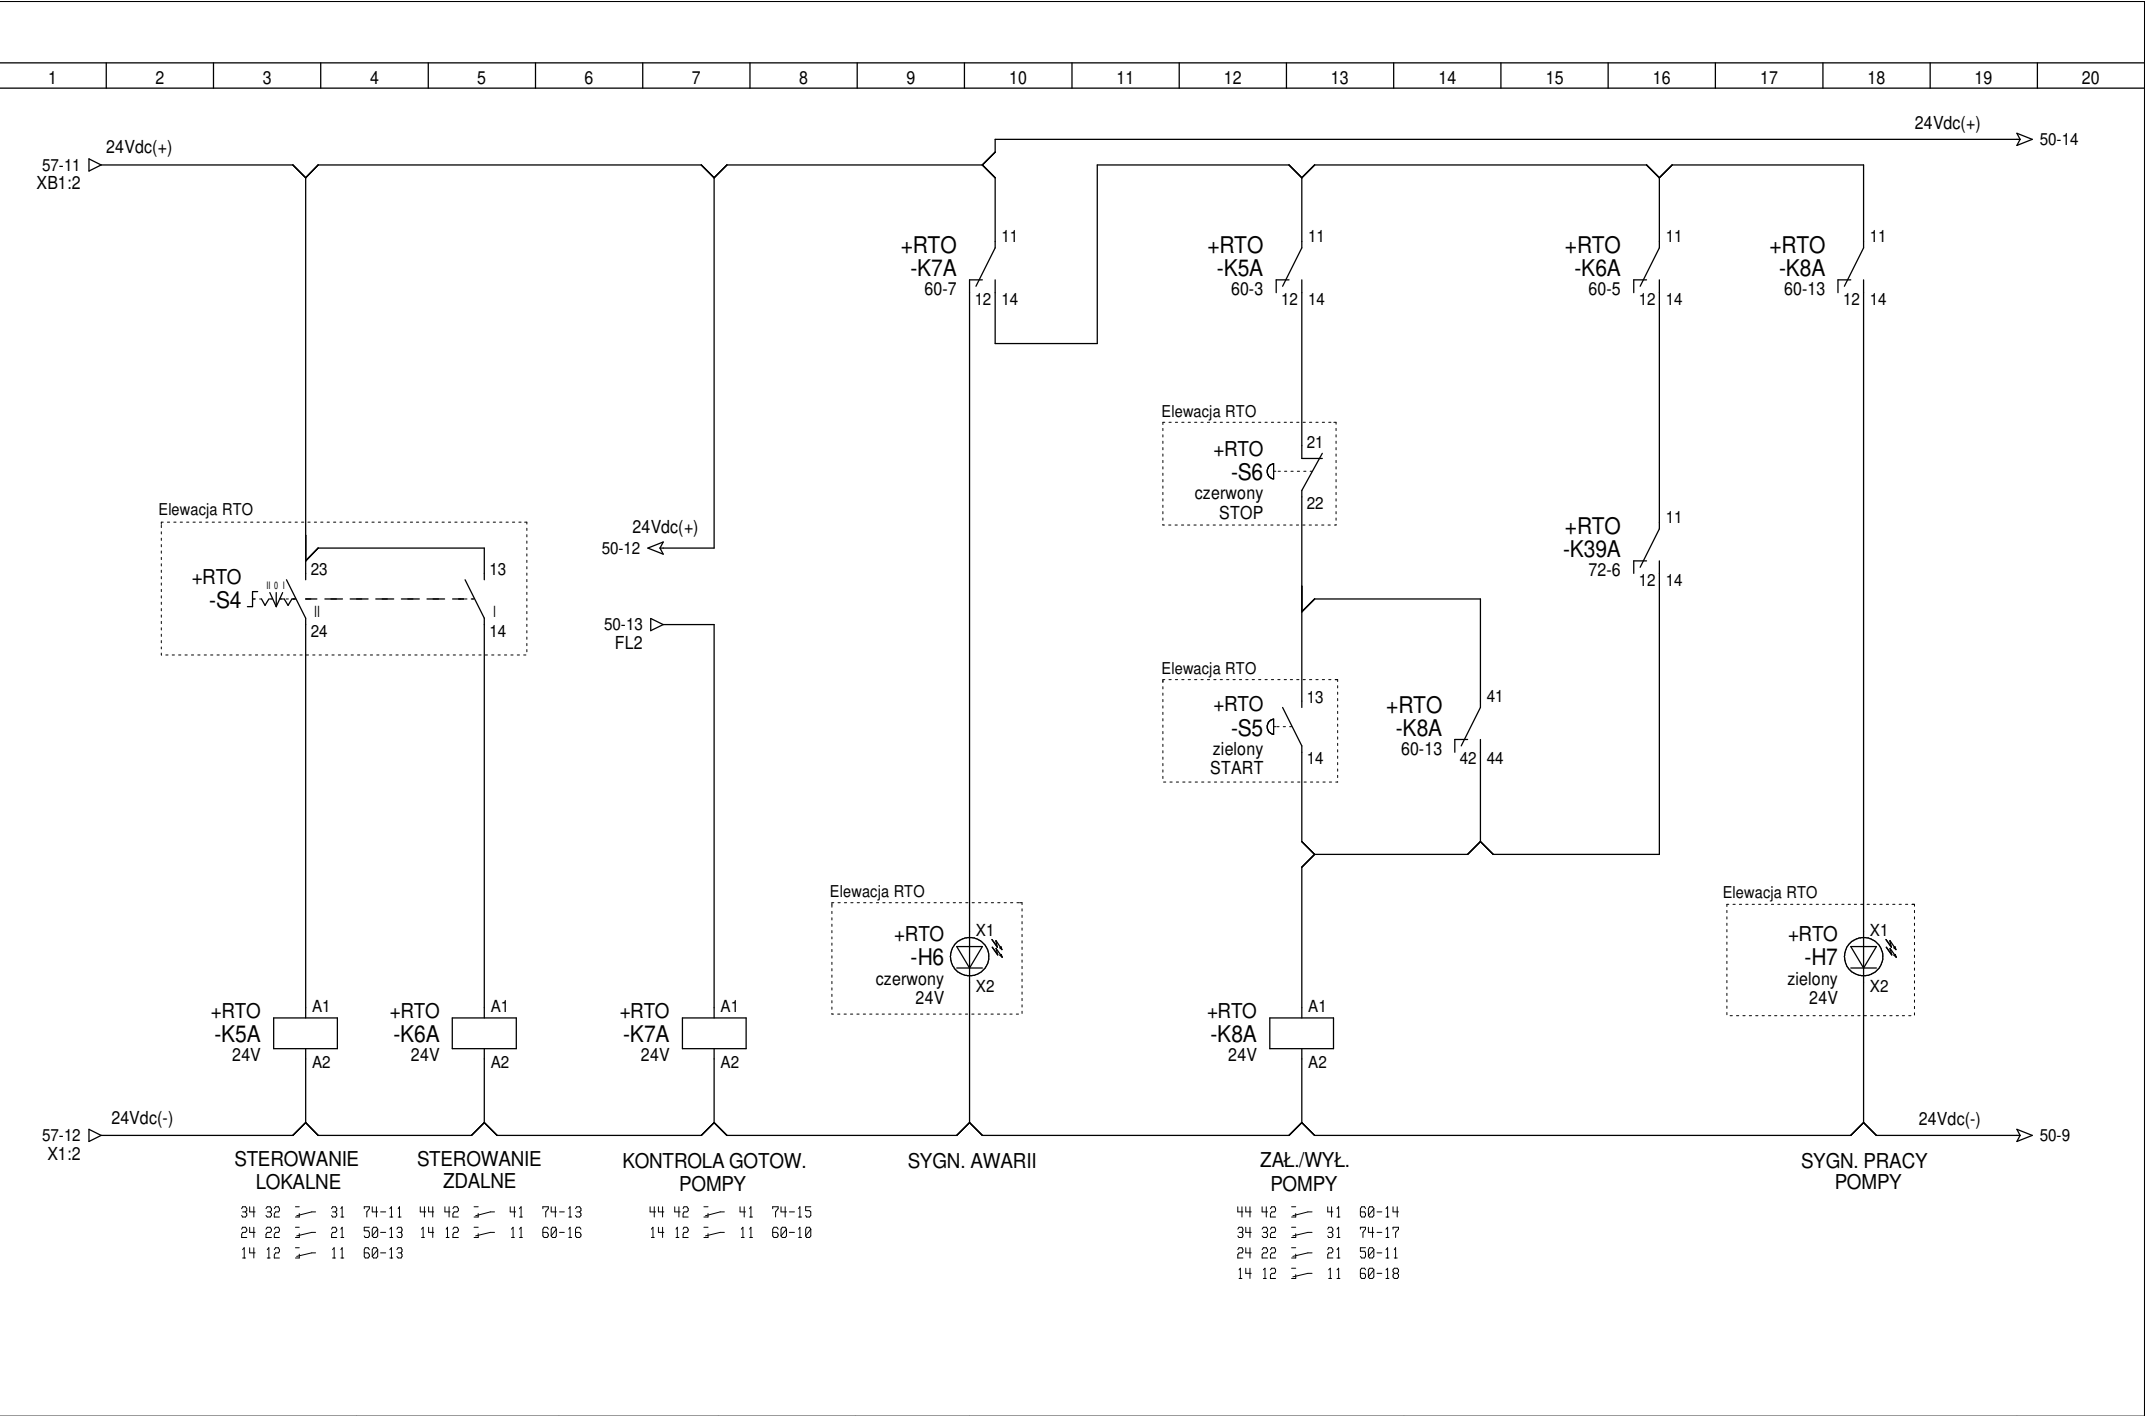 1 2 3 4 5 6 7 8 9 10 11 12 13 14 15 16 17 18 19 20
24Vdc(+)
50-14
24Vdc(+)
57-11
XB1:2
+RTO
-K7A
60-7
11
12 14
+RTO
-K5A
60-3
11
12 14
+RTO
-K6A
60-5
11
12 14
+RTO
-K8A
60-13
11
12 14
Elewacja RTO
+RTO
-S6
czerwony
STOP
21
22
Elewacja RTO
+RTO
-S4
II 0 I
23
II
24
13
I
14
24Vdc(+)
50-12
50-13
FL2
+RTO
-K39A
72-6
11
12 14
Elewacja RTO
+RTO
-S5
zielony
START
13
14
+RTO
-K8A
60-13
41
42 44
Elewacja RTO
+RTO
-H6
czerwony
24V
X1
X2
Elewacja RTO
+RTO
-H7
zielony
24V
X1
X2
+RTO
-K5A
24V
A1
A2
+RTO
-K6A
24V
A1
A2
+RTO
-K7A
24V
A1
A2
+RTO
-K8A
24V
A1
A2
24Vdc(-)
57-12
X1:2
24Vdc(-)
50-9
STEROWANIE
LOKALNE
34 32 31 74-11
24 22 21 50-13
14 12 11 60-13
STEROWANIE
ZDALNE
44 42 41 74-13
14 12 11 60-16
KONTROLA GOTOW.
POMPY
44 42 41 74-15
14 12 11 60-10
SYGN. AWARII
ZAŁ./WYŁ.
POMPY
44 42 41 60-14
34 32 31 74-17
24 22 21 50-11
14 12 11 60-18
SYGN. PRACY
POMPY